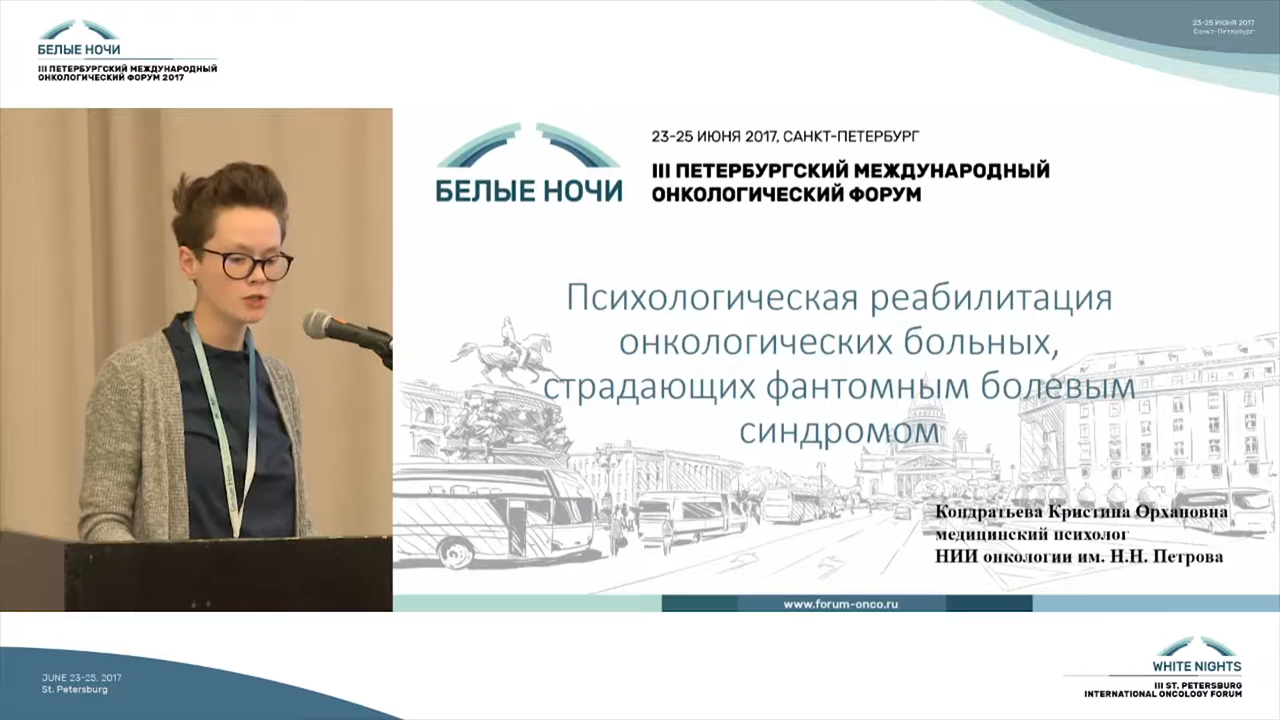 БЕЛЫЕ НОЧИ
III ПЕТЕРБУРГСКИЙ МЕЖДУНАРОДНЫЙ
ОНКОЛОГИЧЕСКИЙ ФОРУМ 2017
23-25 ИЮНЯ 2017
Санкт-Петербург
БЕЛЫЕ НОЧИ
23-25 ИЮНЯ 2017, САНКТ-ПЕТЕРБУРГ
III ПЕТЕРБУРГСКИЙ МЕЖДУНАРОДНЫЙ
ОНКОЛОГИЧЕСКИЙ ФОРУМ
Психологическая реабилитация
онкологических больных,
страдающих фантомным болевым
синдромом
Кондратьева Кристина Орхановна
медицинский психолог
НИИ онкологии им. Н.Н. Петрова
www.forum-onco.ru
JUNE 23-25, 2017
St. Petersburg
WHITE NIGHTS
III ST. PETERSBURG
INTERNATIONAL ONCOLOGY FORUM